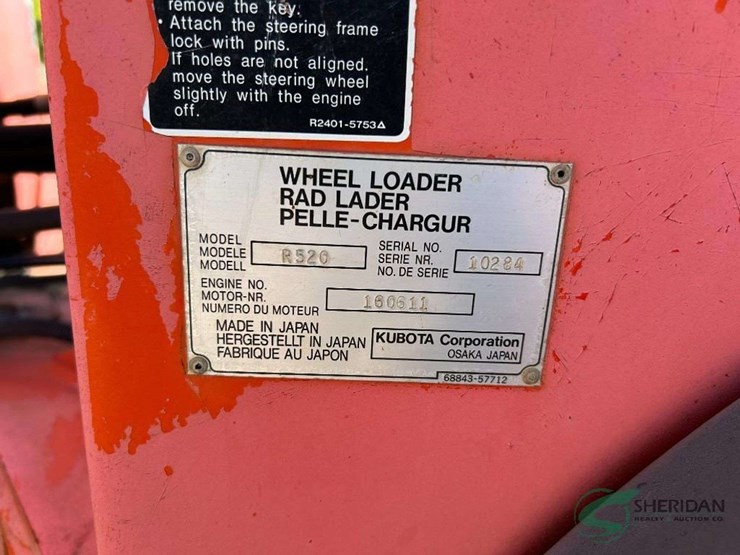 remove the key.
• Attach the steering frame
lock with pins.
If holes are not aligned.
move the steering wheel
slightly with the engine
off.
R2401-5753∆
WHEEL LOADER
RAD LADER
PELLE-CHARGUR
MODEL
MODELE
MODELL
R520
SERIAL NO.
SERIE NR.
NO. DE SERIE
10284
ENGINE NO.
MOTOR-NR.
NUMERO DU MOTEUR
160611
MADE IN JAPAN
HERGESTELLT IN JAPAN
FABRIQUE AU JAPON
KUBOTA Corporation
OSAKA JAPAN
68843-57712
SHERIDAN
REALTY & AUCTION CO.